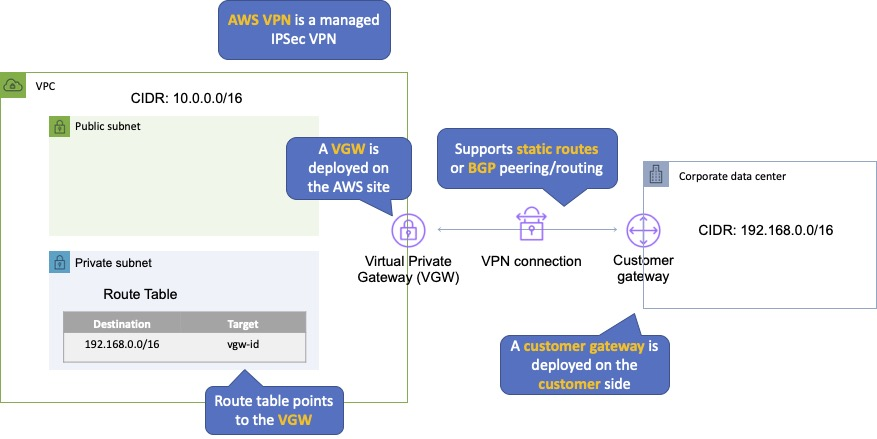 AWS VPN is a managed
IPSec VPN
VPC
CIDR: 10.0.0.0/16
Public subnet
A VGW is
deployed on
the AWS site
Supports static routes
or BGP peering/routing
Corporate data center
CIDR: 192.168.0.0/16
Virtual Private
Gateway (VGW)
VPN connection
Customer
gateway
Private subnet
Route Table
Destination Target
192.168.0.0/16 vgw-id
Route table points
to the VGW
A customer gateway is
deployed on the
customer side